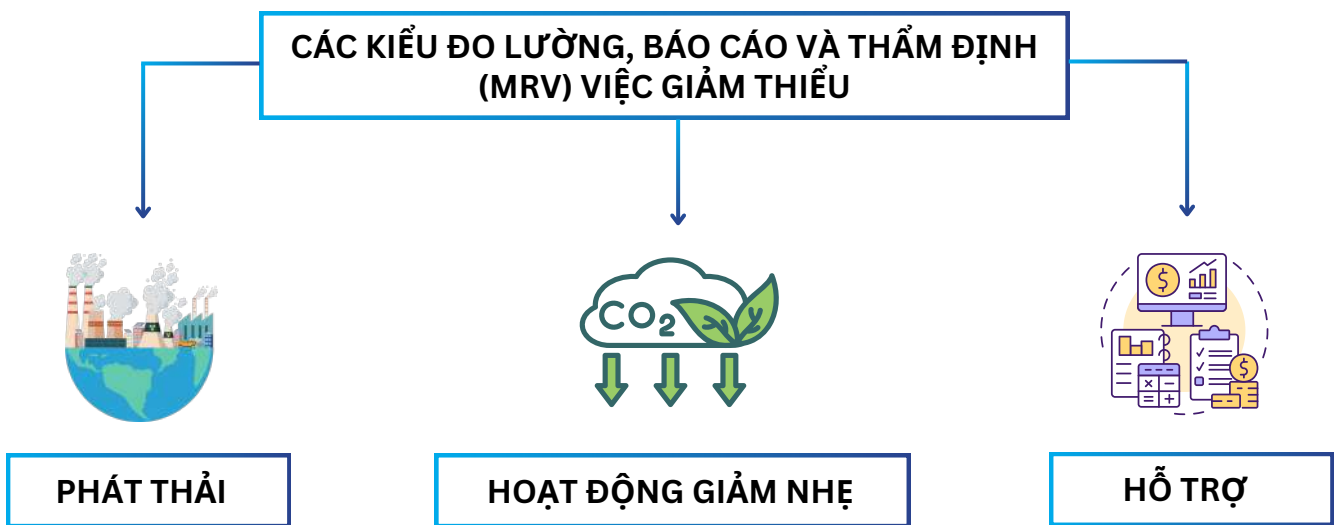 CÁC KIỂU ĐO LƯỜNG, BÁO CÁO VÀ THẨM ĐỊNH
(MRV) VIỆC GIẢM THIỂU
CO2
PHÁT THẢI
HOẠT ĐỘNG GIẢM NHẸ
HỖ TRỢ